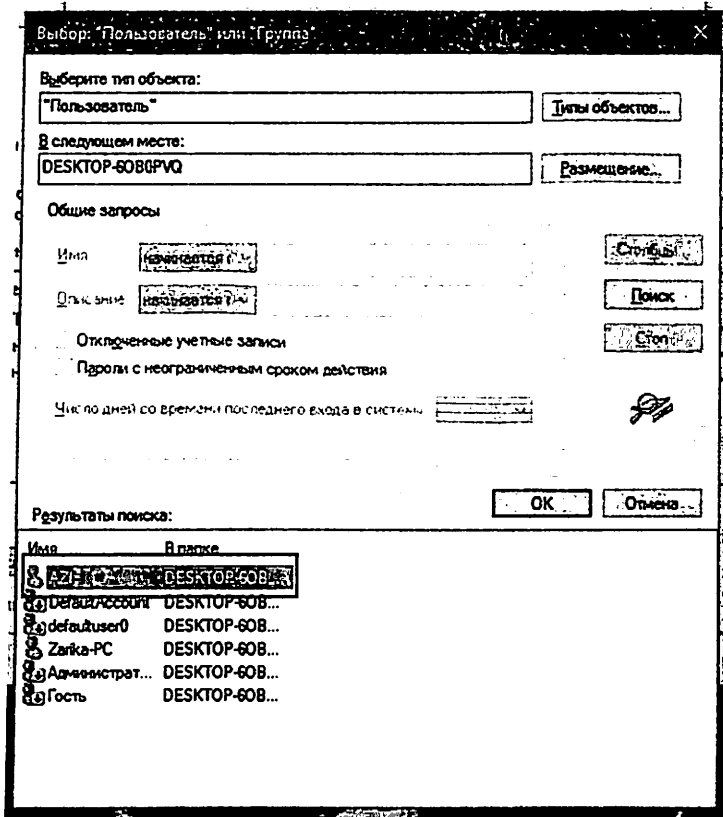 Выбор: "Пользователь" или "Группа"
Выберите тип объекта:
"Пользователь"
Типы объектов...
В следующем месте:
DESKTOP-6OB0PVQ
Размещение...
Общие запросы
Имя
начинается с
Столбцы
Описание
начинается с
Поиск
Отключенные учетные записи
Стоп
Пароли с неограниченным сроком действия
Число дней со времени последнего входа в систему
OK
Отмена
Результаты поиска:
Имя В папке
DESKTOP-6OB...
DefaultAccount DESKTOP-6OB...
defaultuser0 DESKTOP-6OB...
Zarika-PC DESKTOP-6OB...
Администрат... DESKTOP-6OB...
Гость DESKTOP-6OB...